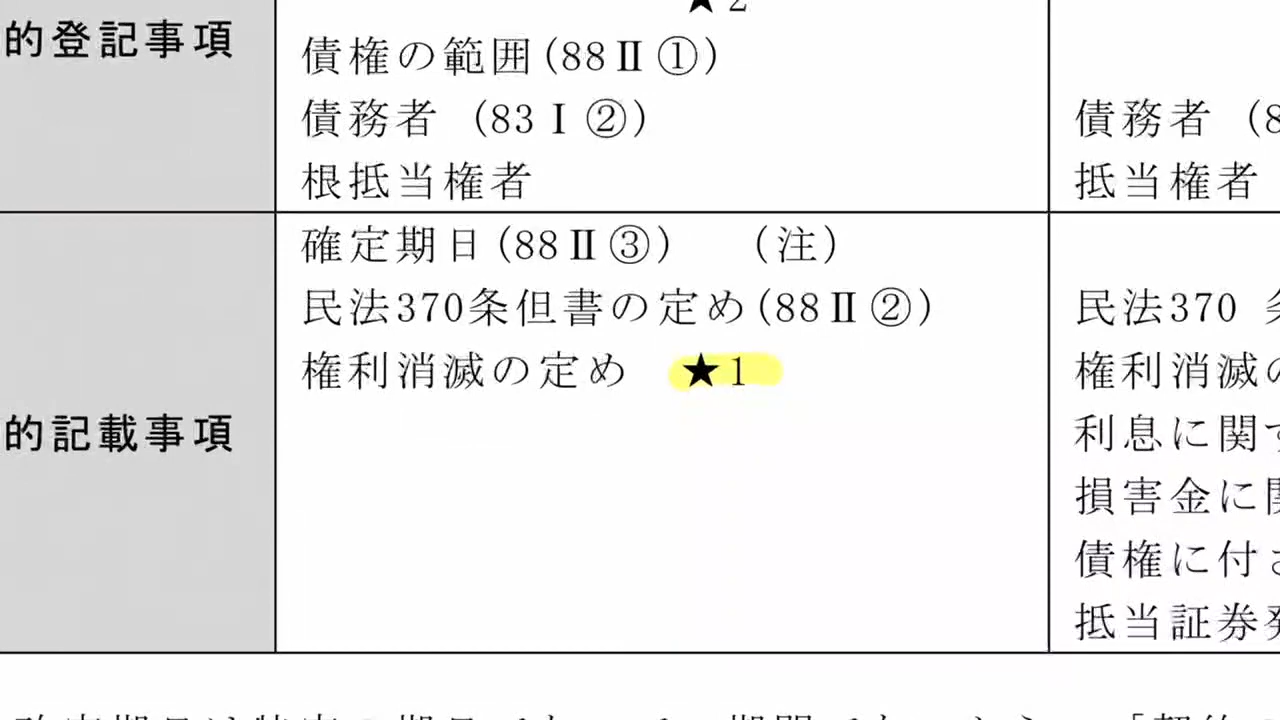 ★2
的登記事項
債権の範囲(88Ⅱ①)
債務者 (83Ⅰ②)
根抵当権者
債務者 (8
抵当権者
確定期日(88Ⅱ③) (注)
民法370条但書の定め(88Ⅱ②)
権利消滅の定め ★1
的記載事項
民法370
権利消滅の
利息に関す
損害金に関
債権に付さ
抵当証券発